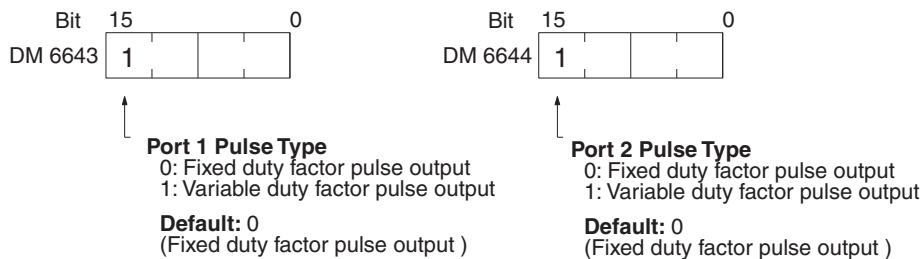 Bit 15 0
DM 6643 1
Port 1 Pulse Type
0: Fixed duty factor pulse output
1: Variable duty factor pulse output
Default: 0
(Fixed duty factor pulse output )
Bit 15 0
DM 6644 1
Port 2 Pulse Type
0: Fixed duty factor pulse output
1: Variable duty factor pulse output
Default: 0
(Fixed duty factor pulse output )